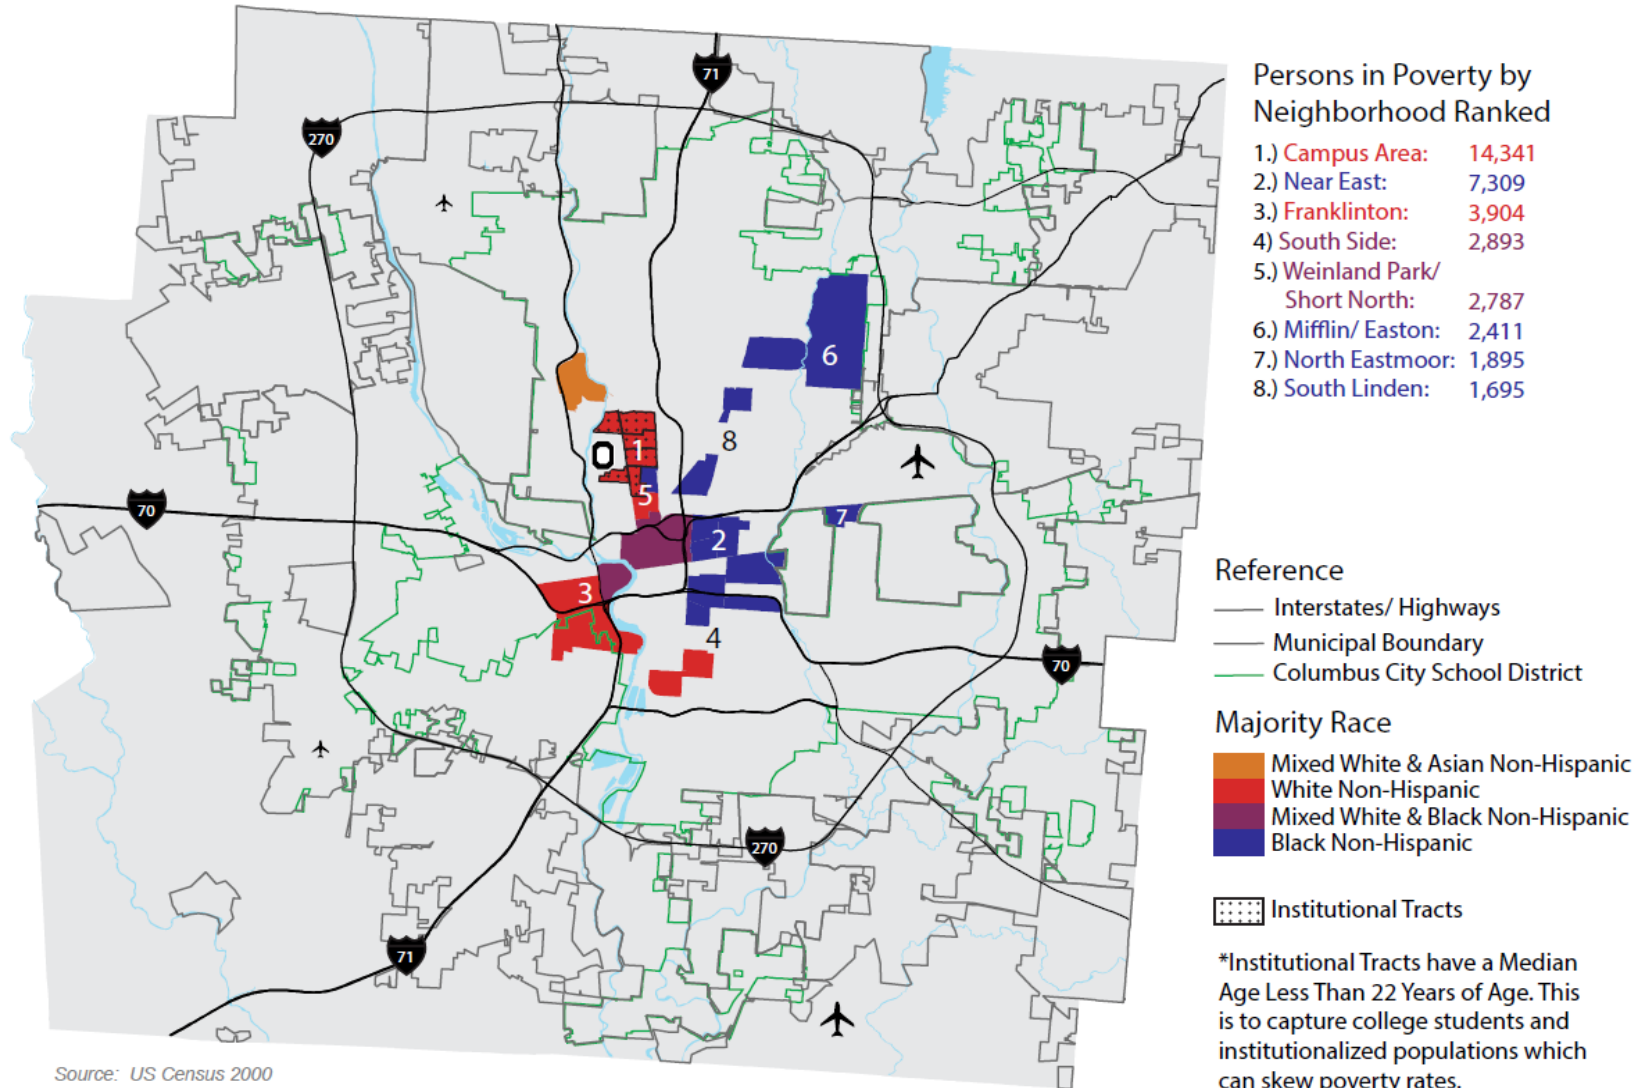 Persons in Poverty by
Neighborhood Ranked
1.) Campus Area: 14,341
2.) Near East: 7,309
3.) Franklinton: 3,904
4) South Side: 2,893
5.) Weinland Park/
Short North: 2,787
6.) Mifflin/ Easton: 2,411
7.) North Eastmoor: 1,895
8.) South Linden: 1,695
71
270
6
8
1
5
70
7
2
3
4
70
270
71
Reference
Interstates/ Highways
Municipal Boundary
Columbus City School District
Majority Race
Mixed White & Asian Non-Hispanic
White Non-Hispanic
Mixed White & Black Non-Hispanic
Black Non-Hispanic
Institutional Tracts
*Institutional Tracts have a Median
Age Less Than 22 Years of Age. This
is to capture college students and
institutionalized populations which
can skew poverty rates.
Source: US Census 2000